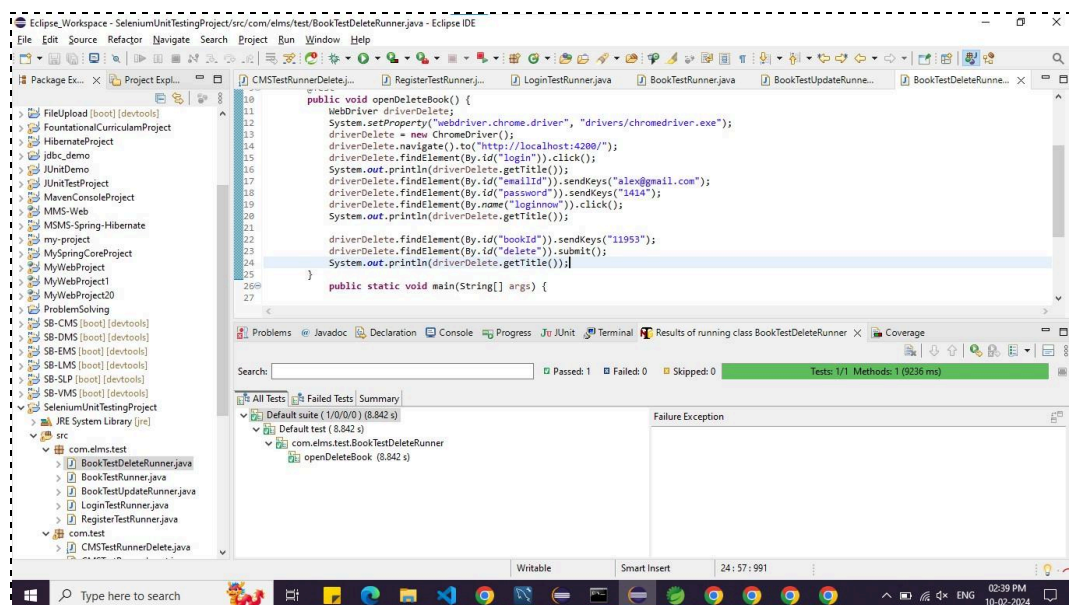 Eclipse_Workspace - SeleniumUnitTestingProject/src/com/elms/test/BookTestDeleteRunner.java - Eclipse IDE
File Edit Source Refactor Navigate Search Project Run Window Help
Package Ex... Project Expl...
CMSTestRunnerDelete.j... RegisterTestRunner.j... LoginTestRunner.java BookTestRunner.java BookTestUpdateRunne... BookTestDeleteRunne...
FileUpload [boot] [devtools]
FountationalCurriculamProject
HibernateProject
jdbc_demo
JUnitDemo
JUnitTestProject
MavenConsoleProject
MMS-Web
MSMS-Spring-Hibernate
my-project
MySpringCoreProject
MyWebProject
MyWebProject1
MyWebProject20
ProblemSolving
SB-CMS [boot] [devtools]
SB-DMS [boot] [devtools]
SB-EMS [boot] [devtools]
SB-LMS [boot] [devtools]
SB-SLP [boot] [devtools]
SB-VMS [boot] [devtools]
SeleniumUnitTestingProject
JRE System Library [jre]
src
com.elms.test
BookTestDeleteRunner.java
BookTestRunner.java
BookTestUpdateRunner.java
LoginTestRunner.java
RegisterTestRunner.java
com.test
CMSTestRunnerDelete.java
10 public void openDeleteBook() {
11 WebDriver driverDelete;
12 System.setProperty("webdriver.chrome.driver", "drivers/chromedriver.exe");
13 driverDelete = new ChromeDriver();
14 driverDelete.navigate().to("http://localhost:4200/");
15 driverDelete.findElement(By.id("login")).click();
16 System.out.println(driverDelete.getTitle());
17 driverDelete.findElement(By.id("emailId")).sendKeys("alex@gmail.com");
18 driverDelete.findElement(By.id("password")).sendKeys("1414");
19 driverDelete.findElement(By.name("loginnow")).click();
20 System.out.println(driverDelete.getTitle());
21
22 driverDelete.findElement(By.id("bookId")).sendKeys("11953");
23 driverDelete.findElement(By.id("delete")).submit();
24 System.out.println(driverDelete.getTitle());
25 }
26 public static void main(String[] args) {
27
Problems Javadoc Declaration Console Progress JUnit Terminal Results of running class BookTestDeleteRunner Coverage
Search: Passed: 1 Failed: 0 Skipped: 0 Tests: 1/1 Methods: 1 (9236 ms)
All Tests Failed Tests Summary
Default suite ( 1/0/0/0 ) (8.842 s)
Default test ( 8.842 s)
com.elms.test.BookTestDeleteRunner
openDeleteBook (8.842 s)
Failure Exception
Writable Smart Insert 24 : 57 : 991
Type here to search
ENG 02:39 PM
10-02-2024